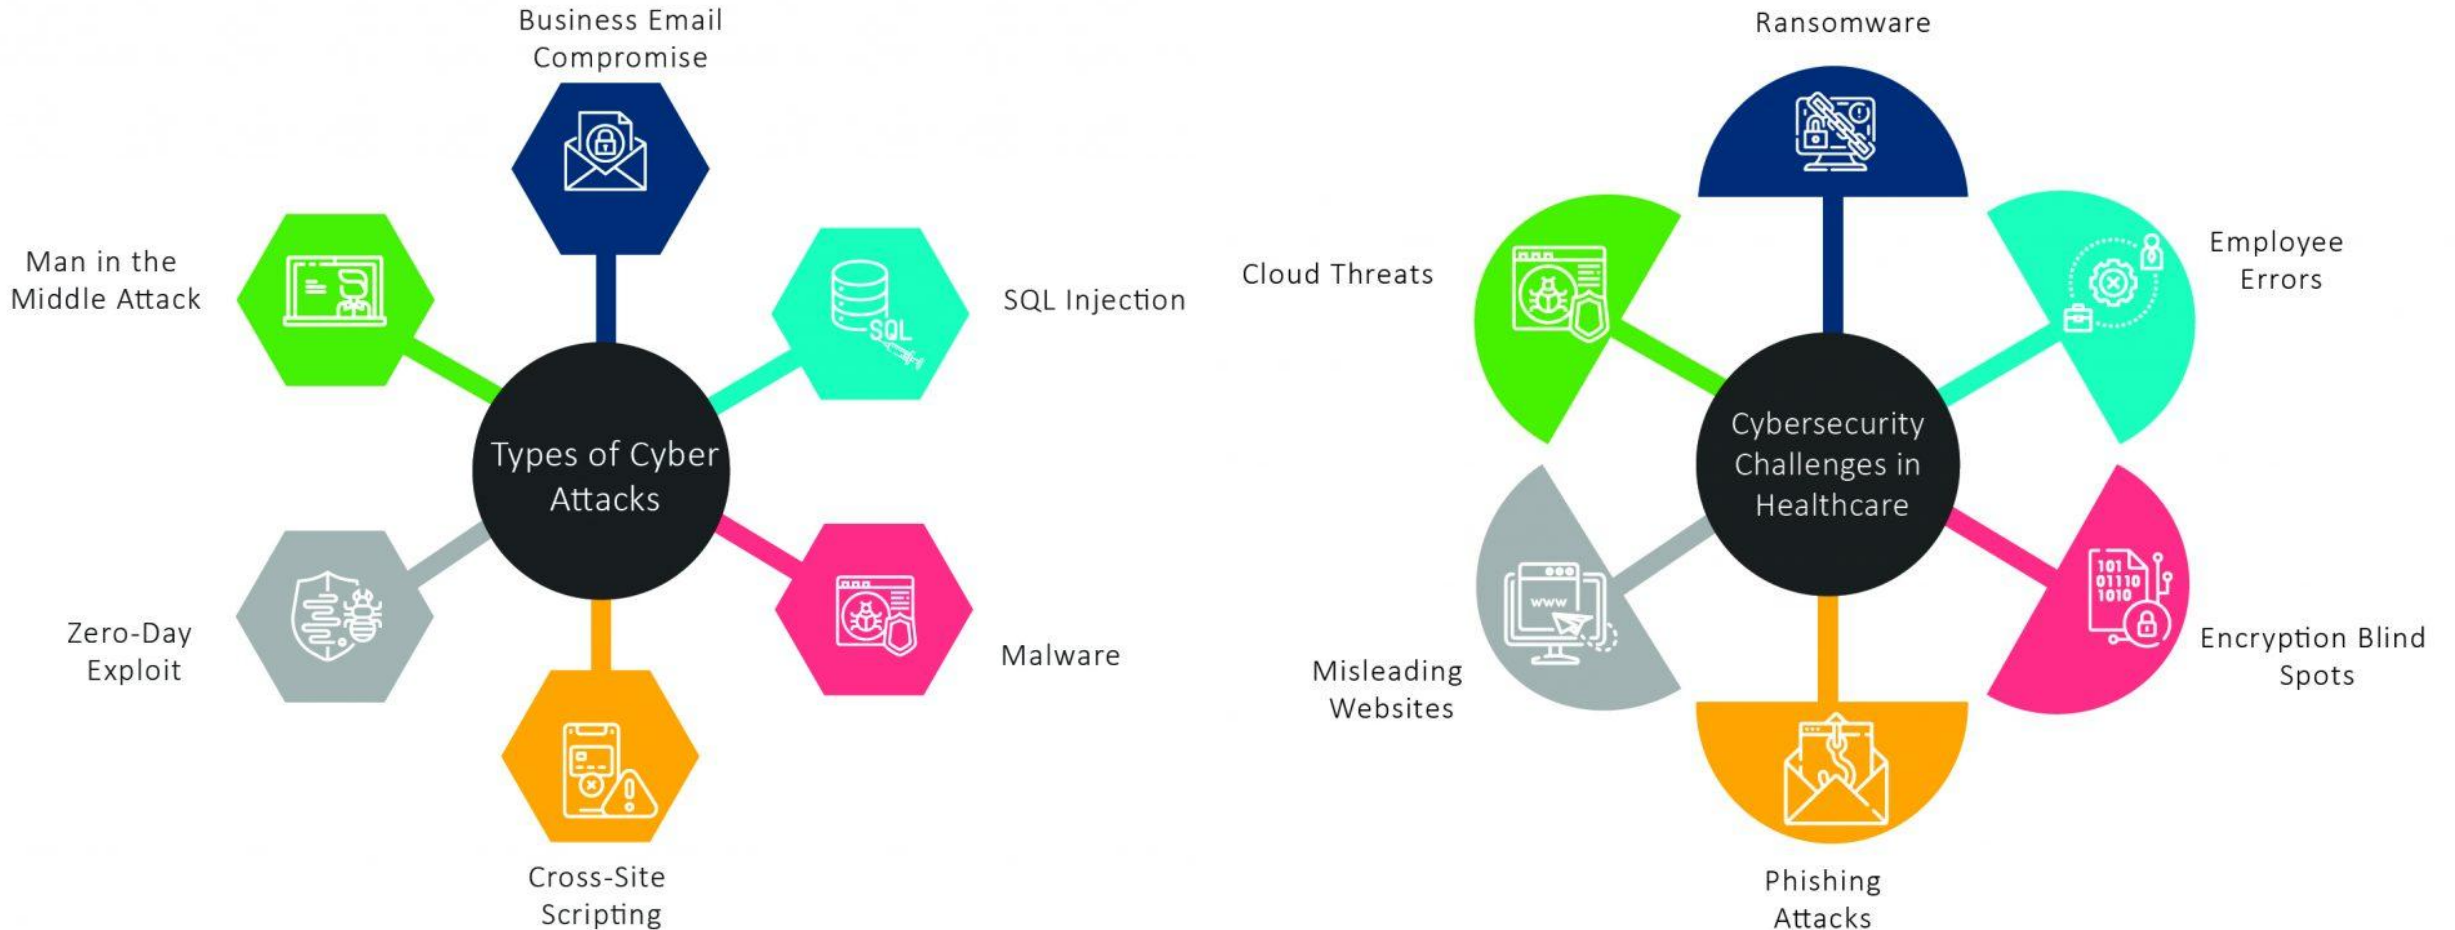 Business Email
Compromise
Man in the
Middle Attack
SQL
SQL Injection
Types of Cyber
Attacks
Zero-Day
Exploit
Malware
Cross-Site
Scripting
Ransomware
Cloud Threats
Employee
Errors
Cybersecurity
Challenges in
Healthcare
www
Misleading
Websites
101
01110
1010
Encryption Blind
Spots
Phishing
Attacks